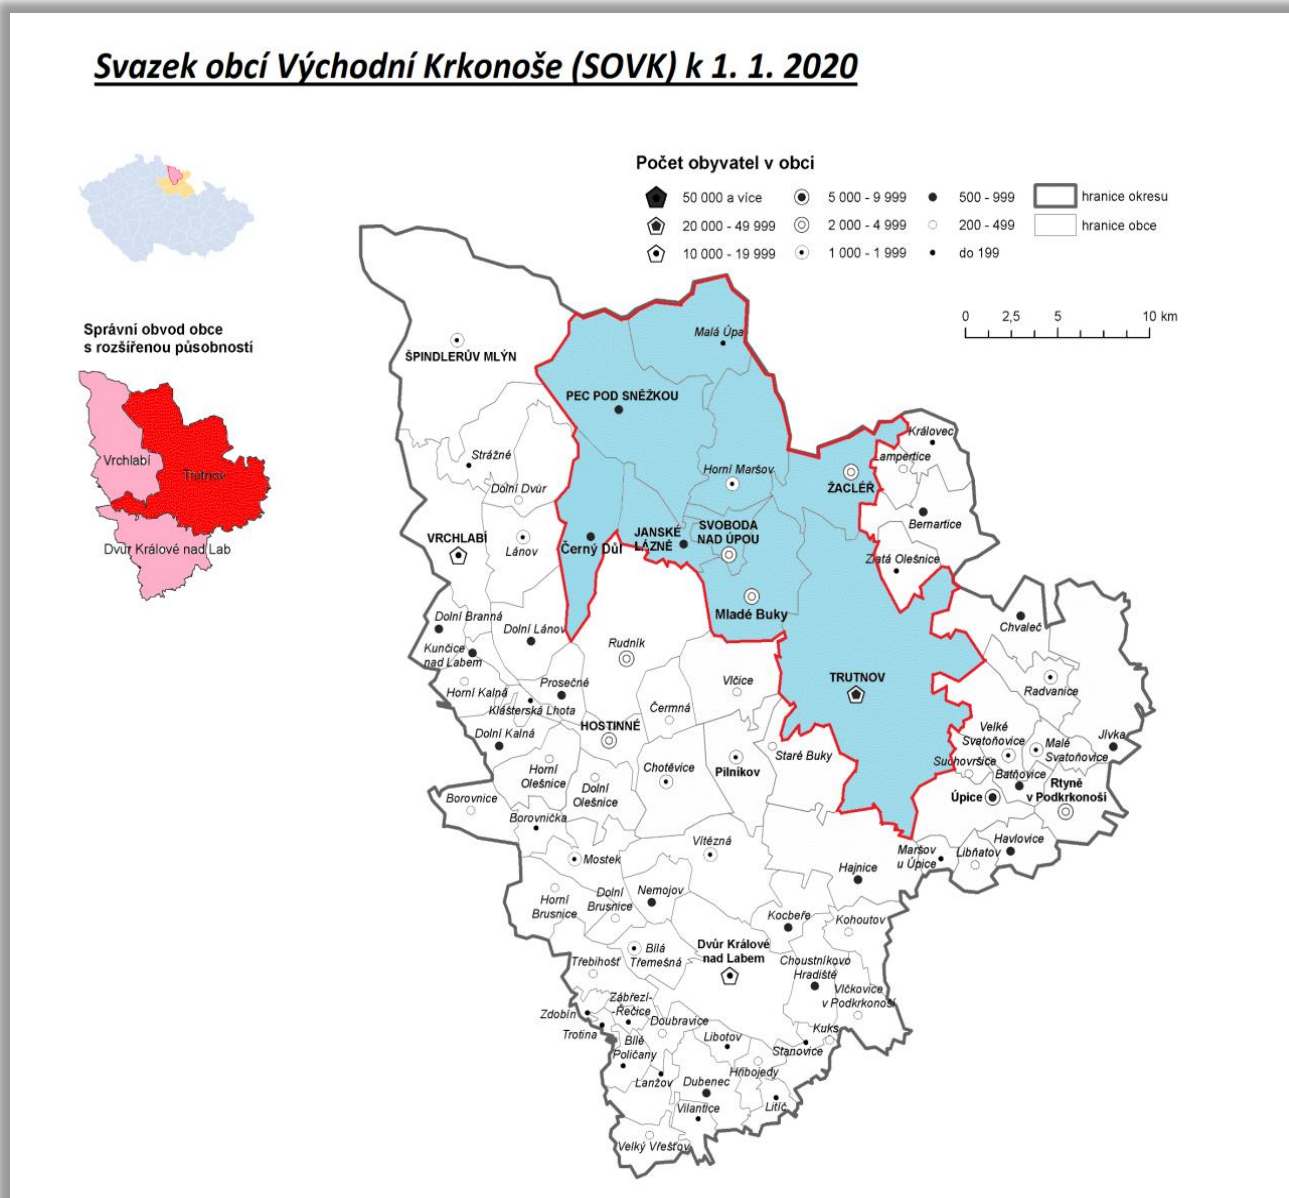 Svazek obcí Východní Krkonoše (SOVK) k 1. 1. 2020
Počet obyvatel v obci
50 000 a více
5 000 - 9 999
500 - 999
hranice okresu
20 000 - 49 999
2 000 - 4 999
200 - 499
hranice obce
10 000 - 19 999
1 000 - 1 999
do 199
0
2,5
5
10 km
Správní obvod obce
s rozšířenou působností
Vrchlabí
Trutnov
Dvůr Králové nad Lab
Malá Úpa
ŠPINDLERŮV MLÝN
PEC POD SNĚŽKOU
Královec
Lampertice
Strážné
Horní Maršov
ŽACLÉŘ
Dolní Dvůr
Bernartice
VRCHLABÍ
Lánov
Černý Důl
JANSKÉ
LÁZNĚ
SVOBODA
NAD ÚPOU
Zlatá Olešnice
Mladé Buky
Dolní Branná
Dolní Lánov
Chvaleč
Kunčice
nad Labem
Rudník
Horní Kalná
Prosečné
Vlčice
TRUTNOV
Radvanice
Klášterská Lhota
Čermná
Dolní Kalná
HOSTINNÉ
Velké
Svatoňovice
Malé
Svatoňovice
Jívka
Horní
Olešnice
Dolní
Olešnice
Chotěvice
Pilníkov
Staré Buky
Suchovršice
Batňovice
Rtyně
v Podkrkonoší
Úpice
Borovnice
Borovnička
Vítězná
Havlovice
Maršov
u Úpice
Libňatov
Mostek
Hajnice
Horní
Brusnice
Dolní
Brusnice
Nemojov
Kocbeře
Kohoutov
Bílá
Třemešná
Dvůr Králové
nad Labem
Třebihošť
Choustníkovo
Hradiště
Vlčkovice
v Podkrkonoší
Zábřezí-
-Řečice
Zdobín
Trotina
Doubravice
Kuks
Bílé
Poličany
Libotov
Stanovice
Lanžov
Hřibojedy
Dubenec
Vilantice
Litíč
Velký Vřešťov